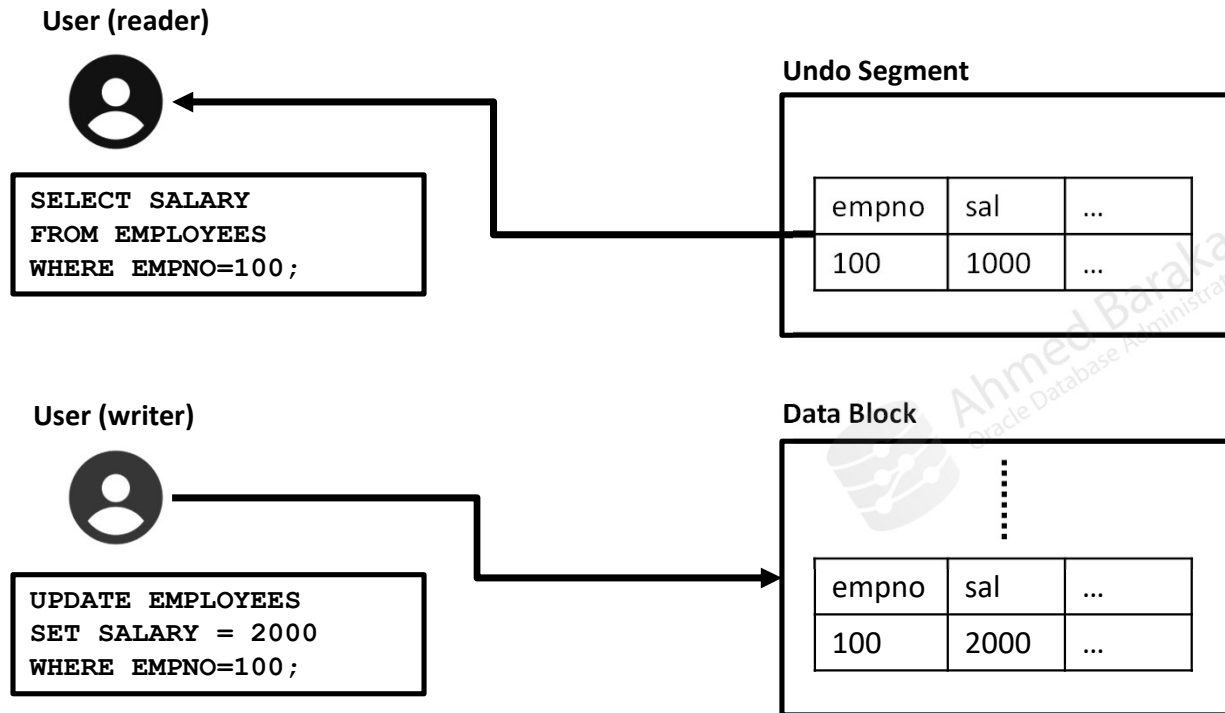 User (reader)
SELECT SALARY
FROM EMPLOYEES
WHERE EMPNO=100;
Undo Segment
empno sal ...
100 1000 ...
User (writer)
UPDATE EMPLOYEES
SET SALARY = 2000
WHERE EMPNO=100;
Data Block
empno sal ...
100 2000 ...
Ahmed Baraka
Oracle Database